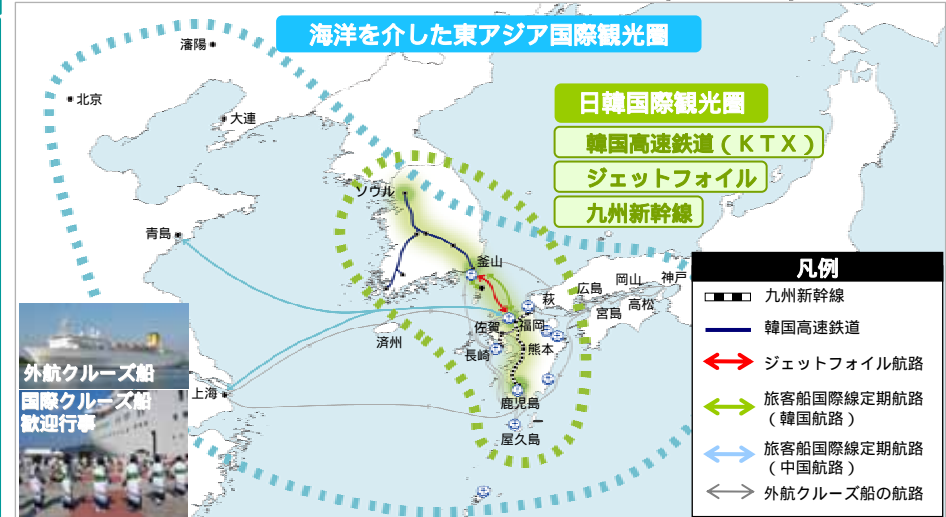 海洋を介した東アジア国際観光圏
瀋陽
北京
大連
日韓国際観光圏
韓国高速鉄道(KTX)
ジェットフォイル
九州新幹線
ソウル
青島
釜山
萩
広島
岡山
神戸
宮島
高松
佐賀
福岡
済州
長崎
熊本
上海
鹿児島
屋久島
外航クルーズ船
国際クルーズ船
歓迎行事
凡例
九州新幹線
韓国高速鉄道
ジェットフォイル航路
旅客船国際線定期航路
(韓国航路)
旅客船国際線定期航路
(中国航路)
外航クルーズ船の航路